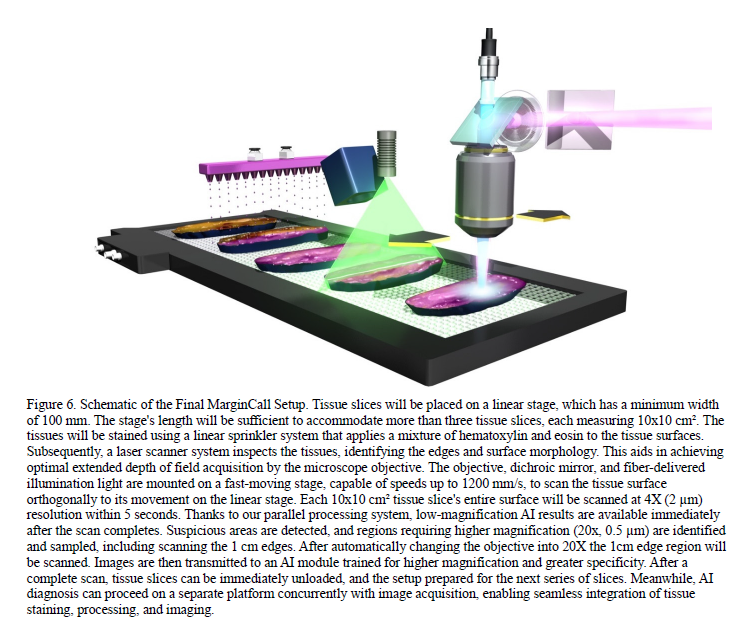 Figure 6. Schematic of the Final MarginCall Setup. Tissue slices will be placed on a linear stage, which has a minimum width
of 100 mm. The stage's length will be sufficient to accommodate more than three tissue slices, each measuring 10x10 cm². The
tissues will be stained using a linear sprinkler system that applies a mixture of hematoxylin and eosin to the tissue surfaces.
Subsequently, a laser scanner system inspects the tissues, identifying the edges and surface morphology. This aids in achieving
optimal extended depth of field acquisition by the microscope objective. The objective, dichroic mirror, and fiber-delivered
illumination light are mounted on a fast-moving stage, capable of speeds up to 1200 mm/s, to scan the tissue surface
orthogonally to its movement on the linear stage. Each 10x10 cm² tissue slice's entire surface will be scanned at 4X (2 μm)
resolution within 5 seconds. Thanks to our parallel processing system, low-magnification AI results are available immediately
after the scan completes. Suspicious areas are detected, and regions requiring higher magnification (20x, 0.5 μm) are identified
and sampled, including scanning the 1 cm edges. After automatically changing the objective into 20X the 1cm edge region will
be scanned. Images are then transmitted to an AI module trained for higher magnification and greater specificity. After a
complete scan, tissue slices can be immediately unloaded, and the setup prepared for the next series of slices. Meanwhile, AI
diagnosis can proceed on a separate platform concurrently with image acquisition, enabling seamless integration of tissue
staining, processing, and imaging.